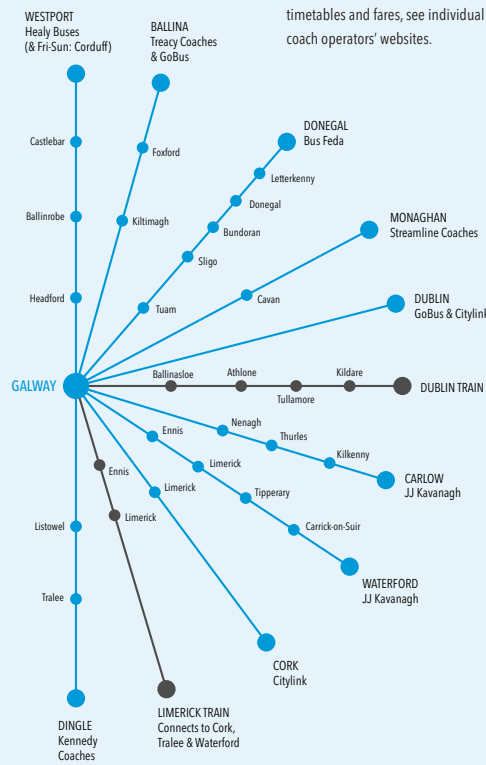 timetables and fares, see individual
coach operators' websites.
WESTPORT
Healy Buses
(& Fri-Sun: Corduff)
BALLINA
Treacy Coaches
& GoBus
DONEGAL
Bus Feda
MONAGHAN
Streamline Coaches
DUBLIN
GoBus & Citylink
Castlebar
Ballinrobe
Headford
Foxford
Kiltimagh
Letterkenny
Donegal
Bundoran
Sligo
Tuam
Cavan
GALWAY
Ballinasloe
Athlone
Tullamore
Kildare
DUBLIN TRAIN
Nenagh
Thurles
Kilkenny
CARLOW
JJ Kavanagh
Ennis
Limerick
Tipperary
Carrick-on-Suir
WATERFORD
JJ Kavanagh
Limerick
CORK
Citylink
Ennis
Limerick
LIMERICK TRAIN
Connects to Cork,
Tralee & Waterford
Listowel
Tralee
DINGLE
Kennedy
Coaches